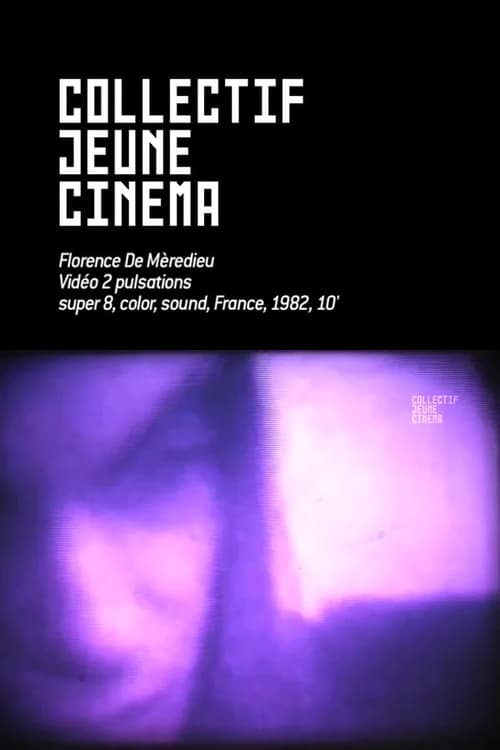 COLLECTIF
JEUNE
CINEMA
Florence De Mèredieu
Vidéo 2 pulsations
super 8, color, sound, France, 1982, 10'
COLLECTIF
JEUNE
CINEMA